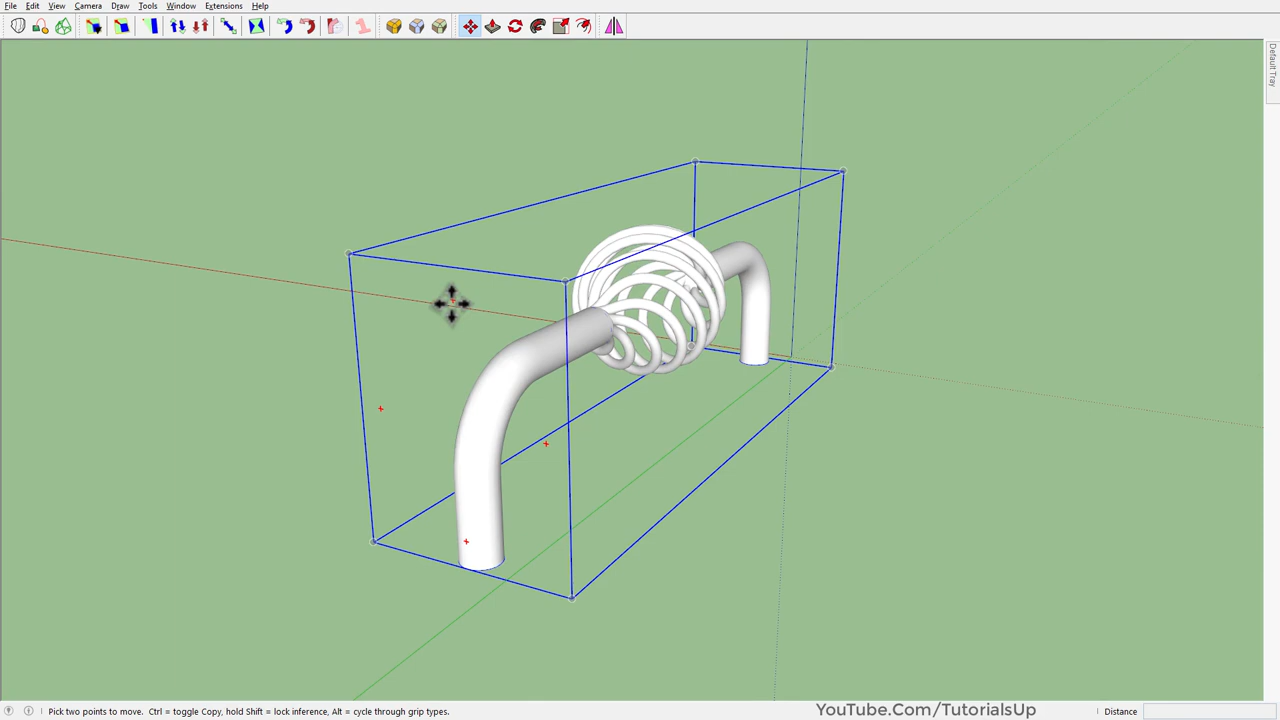 File Edit View Camera Draw Tools Window Extensions Help
Default Tray
Pick two points to move. Ctrl = toggle Copy, hold Shift = lock inference, Alt = cycle through grip types.
YouTube.Com/TutorialsUp
Distance